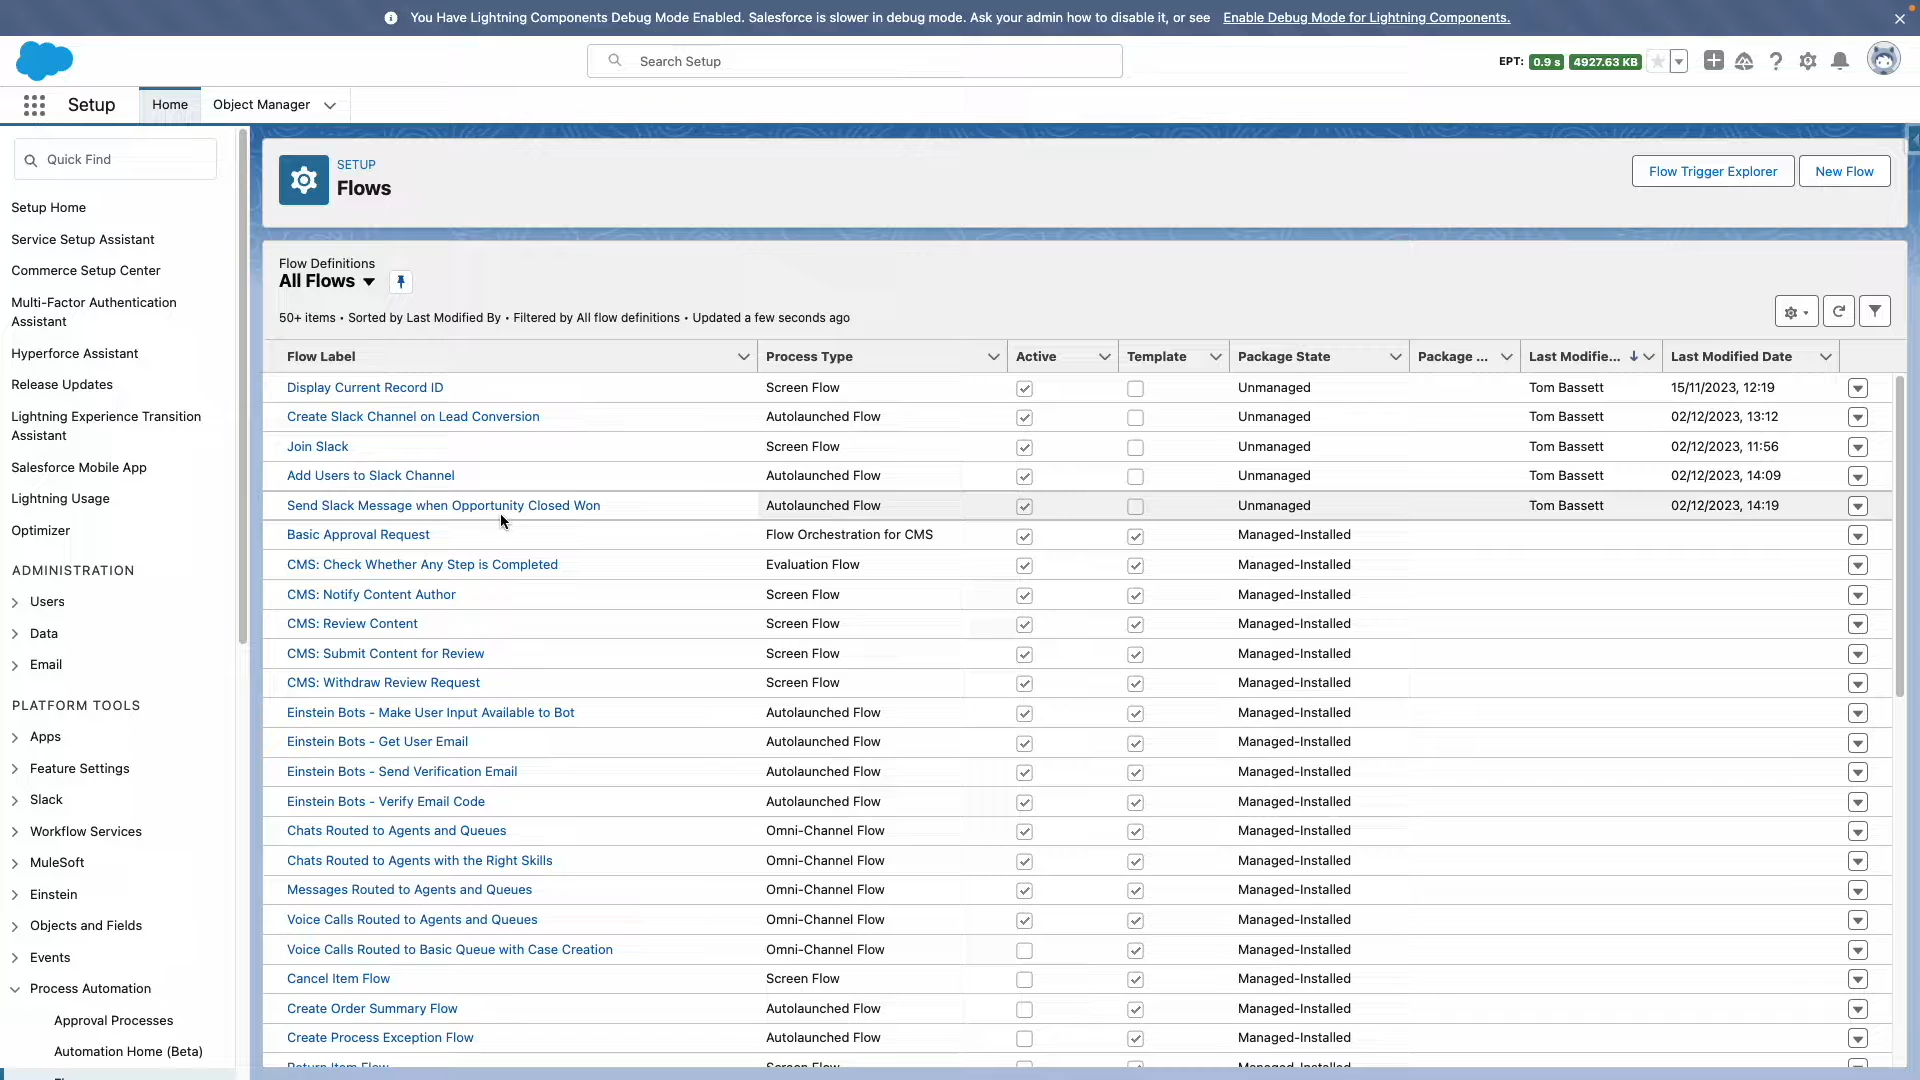 You Have Lightning Components Debug Mode Enabled. Salesforce is slower in debug mode. Ask your admin how to disable it, or see Enable Debug Mode for Lightning Components.
Search Setup
EPT: 0.9 s 4927.63 KB
Setup Home Object Manager
Quick Find
Setup Home
Service Setup Assistant
Commerce Setup Center
Multi-Factor Authentication
Assistant
Hyperforce Assistant
Release Updates
Lightning Experience Transition
Assistant
Salesforce Mobile App
Lightning Usage
Optimizer
ADMINISTRATION
Users
Data
Email
PLATFORM TOOLS
Apps
Feature Settings
Slack
Workflow Services
MuleSoft
Einstein
Objects and Fields
Events
Process Automation
Approval Processes
Automation Home (Beta)
SETUP
Flows
Flow Trigger Explorer
New Flow
Flow Definitions
All Flows
50+ items • Sorted by Last Modified By • Filtered by All flow definitions • Updated a few seconds ago
Flow Label Process Type Active Template Package State Package ... Last Modifie... Last Modified Date
Display Current Record ID Screen Flow Unmanaged Tom Bassett 15/11/2023, 12:19
Create Slack Channel on Lead Conversion Autolaunched Flow Unmanaged Tom Bassett 02/12/2023, 13:12
Join Slack Screen Flow Unmanaged Tom Bassett 02/12/2023, 11:56
Add Users to Slack Channel Autolaunched Flow Unmanaged Tom Bassett 02/12/2023, 14:09
Send Slack Message when Opportunity Closed Won Autolaunched Flow Unmanaged Tom Bassett 02/12/2023, 14:19
Basic Approval Request Flow Orchestration for CMS Managed-Installed
CMS: Check Whether Any Step is Completed Evaluation Flow Managed-Installed
CMS: Notify Content Author Screen Flow Managed-Installed
CMS: Review Content Screen Flow Managed-Installed
CMS: Submit Content for Review Screen Flow Managed-Installed
CMS: Withdraw Review Request Screen Flow Managed-Installed
Einstein Bots - Make User Input Available to Bot Autolaunched Flow Managed-Installed
Einstein Bots - Get User Email Autolaunched Flow Managed-Installed
Einstein Bots - Send Verification Email Autolaunched Flow Managed-Installed
Einstein Bots - Verify Email Code Autolaunched Flow Managed-Installed
Chats Routed to Agents and Queues Omni-Channel Flow Managed-Installed
Chats Routed to Agents with the Right Skills Omni-Channel Flow Managed-Installed
Messages Routed to Agents and Queues Omni-Channel Flow Managed-Installed
Voice Calls Routed to Agents and Queues Omni-Channel Flow Managed-Installed
Voice Calls Routed to Basic Queue with Case Creation Omni-Channel Flow Managed-Installed
Cancel Item Flow Screen Flow Managed-Installed
Create Order Summary Flow Autolaunched Flow Managed-Installed
Create Process Exception Flow Autolaunched Flow Managed-Installed
Return Item Flow Screen Flow Managed-Installed